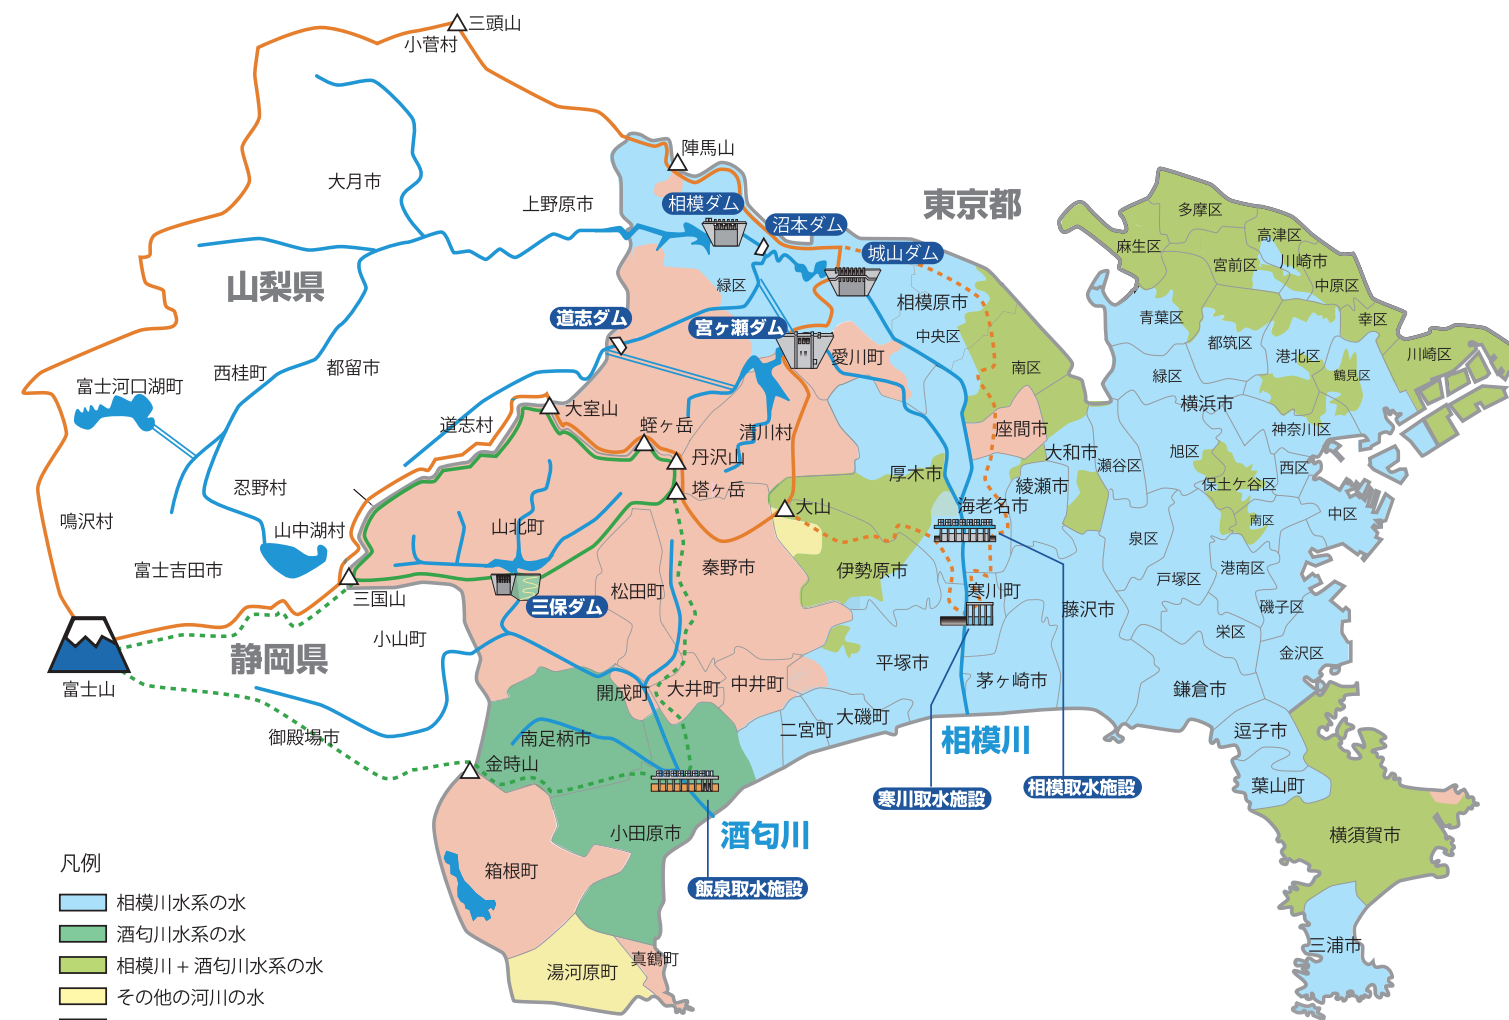 三頭山
小菅村
陣馬山
大月市
上野原市
相模ダム
東京都
沼本ダム
城山ダム
多摩区
高津区
麻生区
宮前区
川崎市
中原区
山梨県
緑区
相模原市
道志ダム
宮ヶ瀬ダム
中央区
青葉区
幸区
都筑区
港北区
川崎区
愛川町
南区
鶴見区
緑区
富士河口湖町
西桂町
都留市
横浜市
大室山
道志村
蛭ヶ岳
清川村
座間市
神奈川区
丹沢山
大和市
旭区
瀬谷区
西区
厚木市
綾瀬市
保土ケ谷区
忍野村
塔ヶ岳
大山
海老名市
中区
南区
鳴沢村
山中湖村
山北町
泉区
富士吉田市
秦野市
伊勢原市
港南区
戸塚区
三国山
三保ダム
松田町
寒川町
藤沢市
磯子区
小山町
栄区
静岡県
金沢区
平塚市
富士山
開成町
大井町
中井町
茅ヶ崎市
鎌倉市
二宮町
大磯町
御殿場市
南足柄市
相模川
逗子市
金時山
葉山町
寒川取水施設
相模取水施設
小田原市
酒匂川
横須賀市
箱根町
飯泉取水施設
凡例
相模川水系の水
酒匂川水系の水
相模川＋酒匂川水系の水
その他の河川の水
三浦市
真鶴町
湯河原町